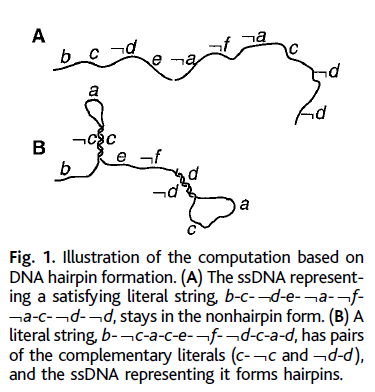 A
b c ¬d e ¬a ¬f ¬a c ¬d ¬d
B
a
¬c c
b e ¬f d
¬d a
c
Fig. 1. Illustration of the computation based on
DNA hairpin formation. (A) The ssDNA represent-
ing a satisfying literal string, b-c-¬d-e-¬a-¬f-
¬a-c-¬d-¬d, stays in the nonhairpin form. (B) A
literal string, b-¬c-a-c-e-¬f-¬d-c-a-d, has pairs
of the complementary literals (c-¬c and ¬d-d),
and the ssDNA representing it forms hairpins.